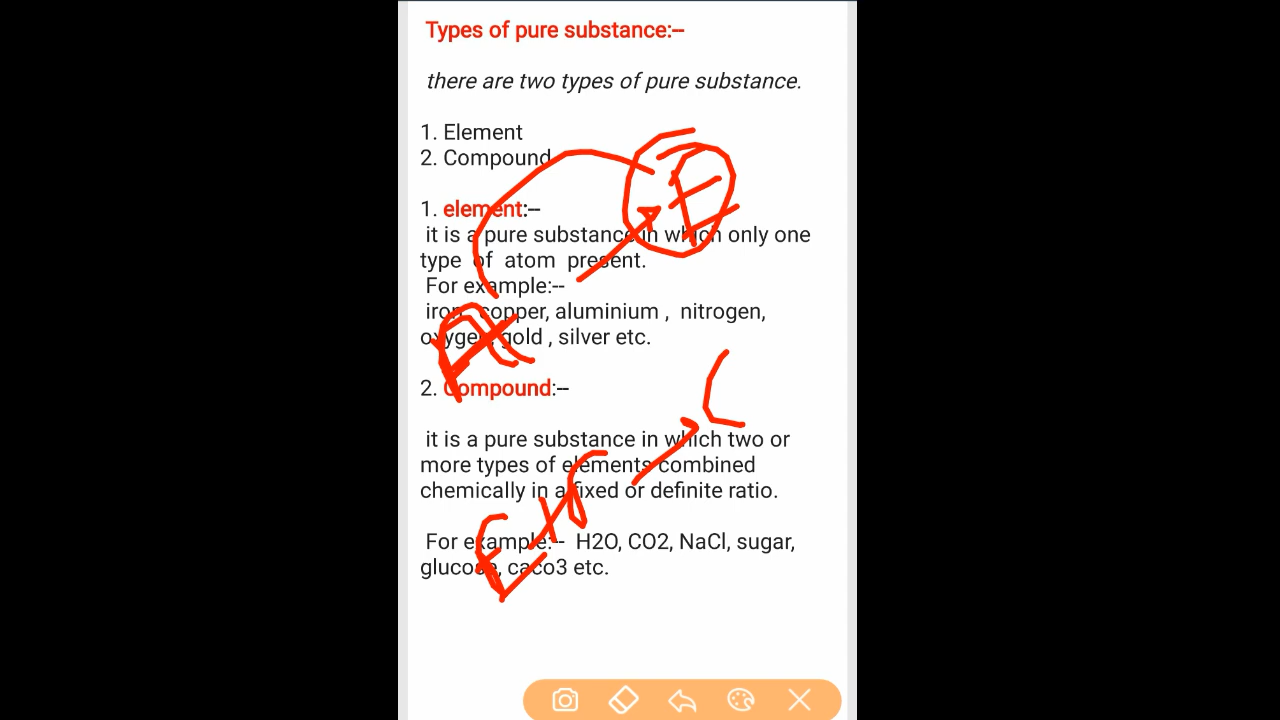 Types of pure substance:--
there are two types of pure substance.
1. Element
2. Compound
1. element:--
it is a pure substance in which only one
type of atom present.
For example:--
iron, copper, aluminium , nitrogen,
oxygen, gold , silver etc.
2. Compound:--
it is a pure substance in which two or
more types of elements combined
chemically in a fixed or definite ratio.
For example:-- H2O, CO2, NaCl, sugar,
glucose, caco3 etc.
A
E